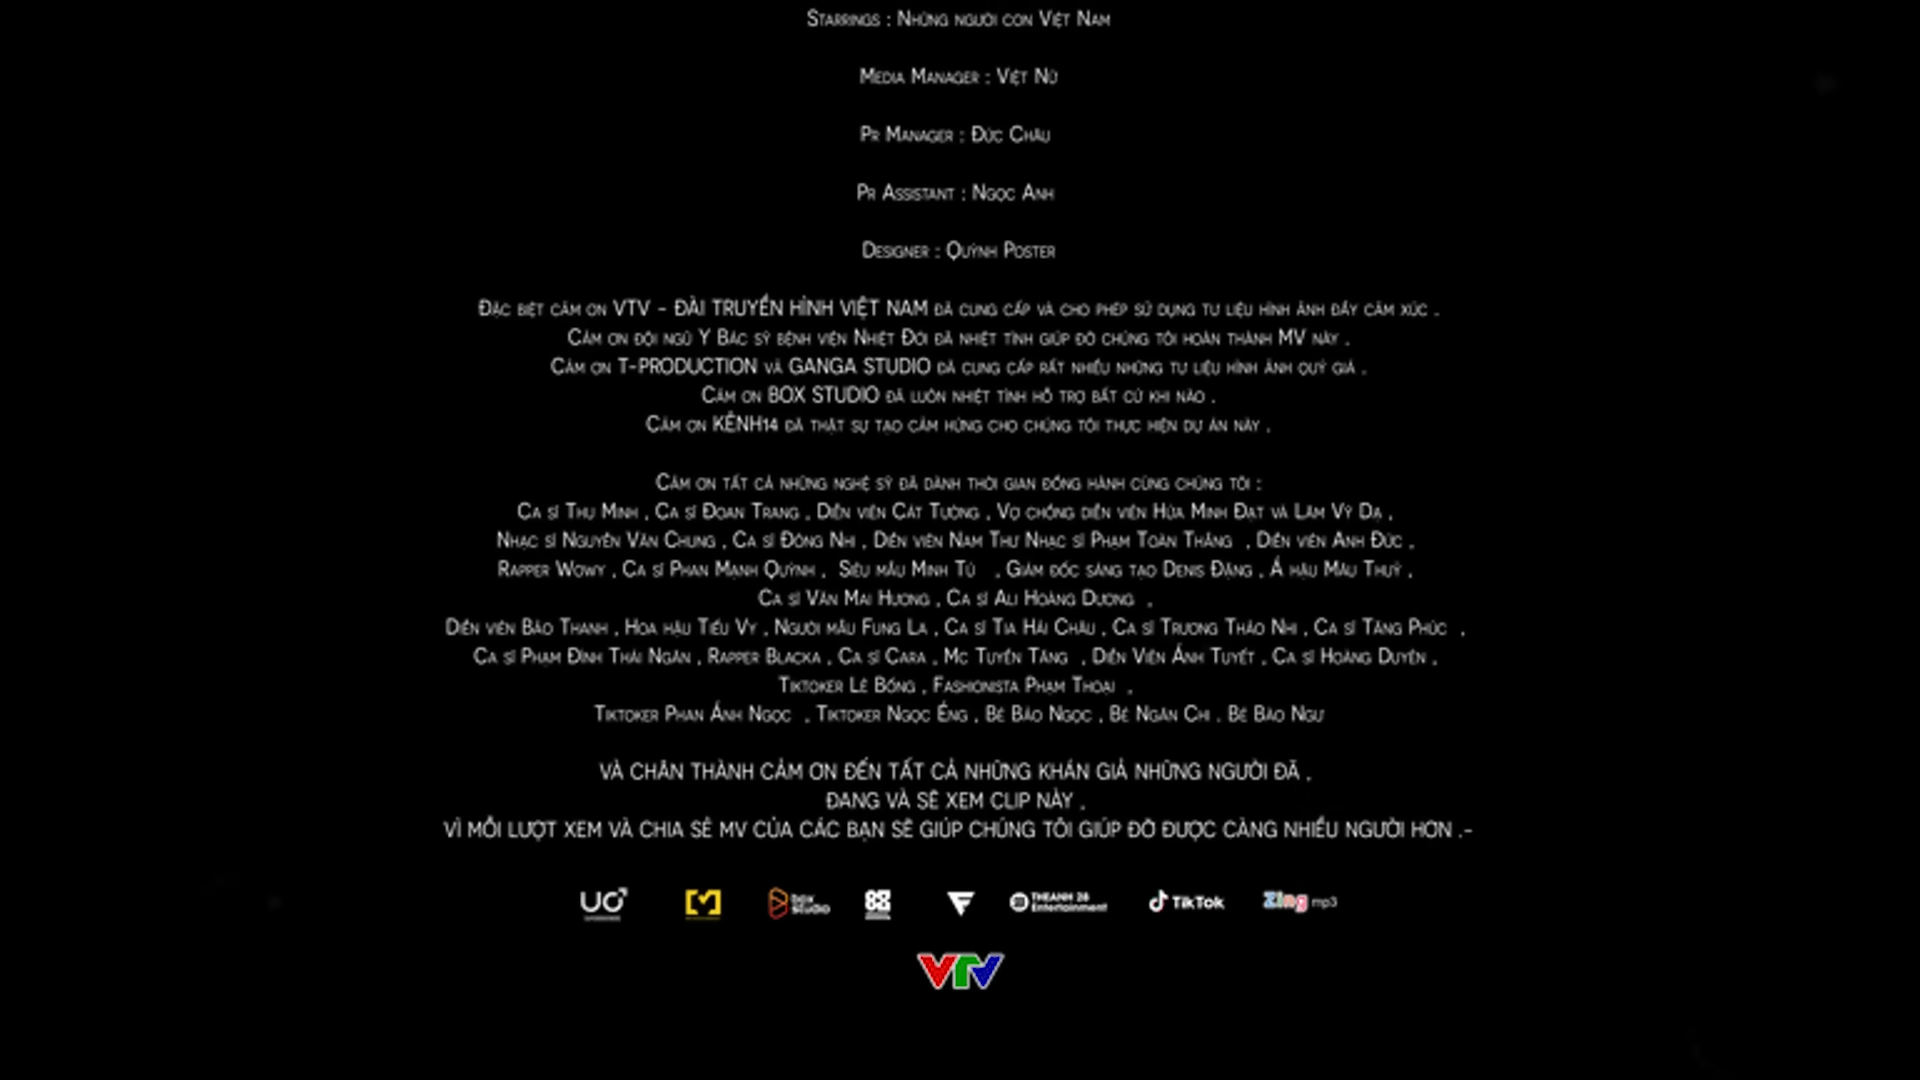 Starrings : Những người con Việt Nam
Media Manager : Việt Nữ
Pr Manager : Đức Châu
Pr Assistant : Ngọc Anh
Designer : Quỳnh Poster
Đặc biệt cảm ơn VTV - ĐÀI TRUYỀN HÌNH VIỆT NAM đã cung cấp và cho phép sử dụng tư liệu hình ảnh đầy cảm xúc .
Cảm ơn đội ngũ Y Bác sỹ bệnh viện Nhiệt Đới đã nhiệt tình giúp đỡ chúng tôi hoàn thành MV này .
Cảm ơn T-PRODUCTION và GANGA STUDIO đã cung cấp rất nhiều những tư liệu hình ảnh quý giá .
Cảm ơn BOX STUDIO đã luôn nhiệt tình hỗ trợ bất cứ khi nào .
Cảm ơn KÊNH14 đã thật sự tạo cảm hứng cho chúng tôi thực hiện dự án này .
Cảm ơn tất cả những nghệ sỹ đã dành thời gian đồng hành cùng chúng tôi :
Ca sĩ Thu Minh , Ca sĩ Đoan Trang , Diễn viên Cát Tường , Vợ chồng diễn viên Hứa Minh Đạt và Lâm Vỹ Dạ ,
Nhạc sĩ Nguyễn Văn Chung , Ca sĩ Đông Nhi , Diễn viên Nam Thư Nhạc sĩ Phạm Toàn Thắng , Diễn viên Anh Đức ,
Rapper Wowy , Ca sĩ Phan Mạnh Quỳnh , Siêu mẫu Minh Tú , Giám đốc sáng tạo Denis Đặng , Á hậu Mâu Thuỷ ,
Ca sĩ Văn Mai Hương , Ca sĩ Ali Hoàng Dương ,
Diễn viên Bảo Thanh , Hoa hậu Tiểu Vy , Người mẫu Fung La , Ca sĩ Tia Hải Châu , Ca sĩ Trương Thảo Nhi , Ca sĩ Tăng Phúc ,
Ca sĩ Phạm Đình Thái Ngân , Rapper Blacka , Ca sĩ Cara , Mc Tuyền Tăng , Diễn Viên Ánh Tuyết , Ca sĩ Hoàng Duyên ,
Tiktoker Lê Bống , Fashionista Phạm Thoại ,
Tiktoker Phan Ánh Ngọc , Tiktoker Ngọc Ếng , Bé Bảo Ngọc , Bé Ngân Chi . Bé Bào Ngư
VÀ CHÂN THÀNH CẢM ƠN ĐẾN TẤT CẢ NHỮNG KHÁN GIẢ NHỮNG NGƯỜI ĐÃ ,
ĐANG VÀ SẼ XEM CLIP NÀY .
VÌ MỖI LƯỢT XEM VÀ CHIA SẺ MV CỦA CÁC BẠN SẼ GIÚP CHÚNG TÔI GIÚP ĐỠ ĐƯỢC CÀNG NHIỀU NGƯỜI HƠN .-
box Studio 88 THEANH 28 Entertainment TikTok Zing mp3
VTV